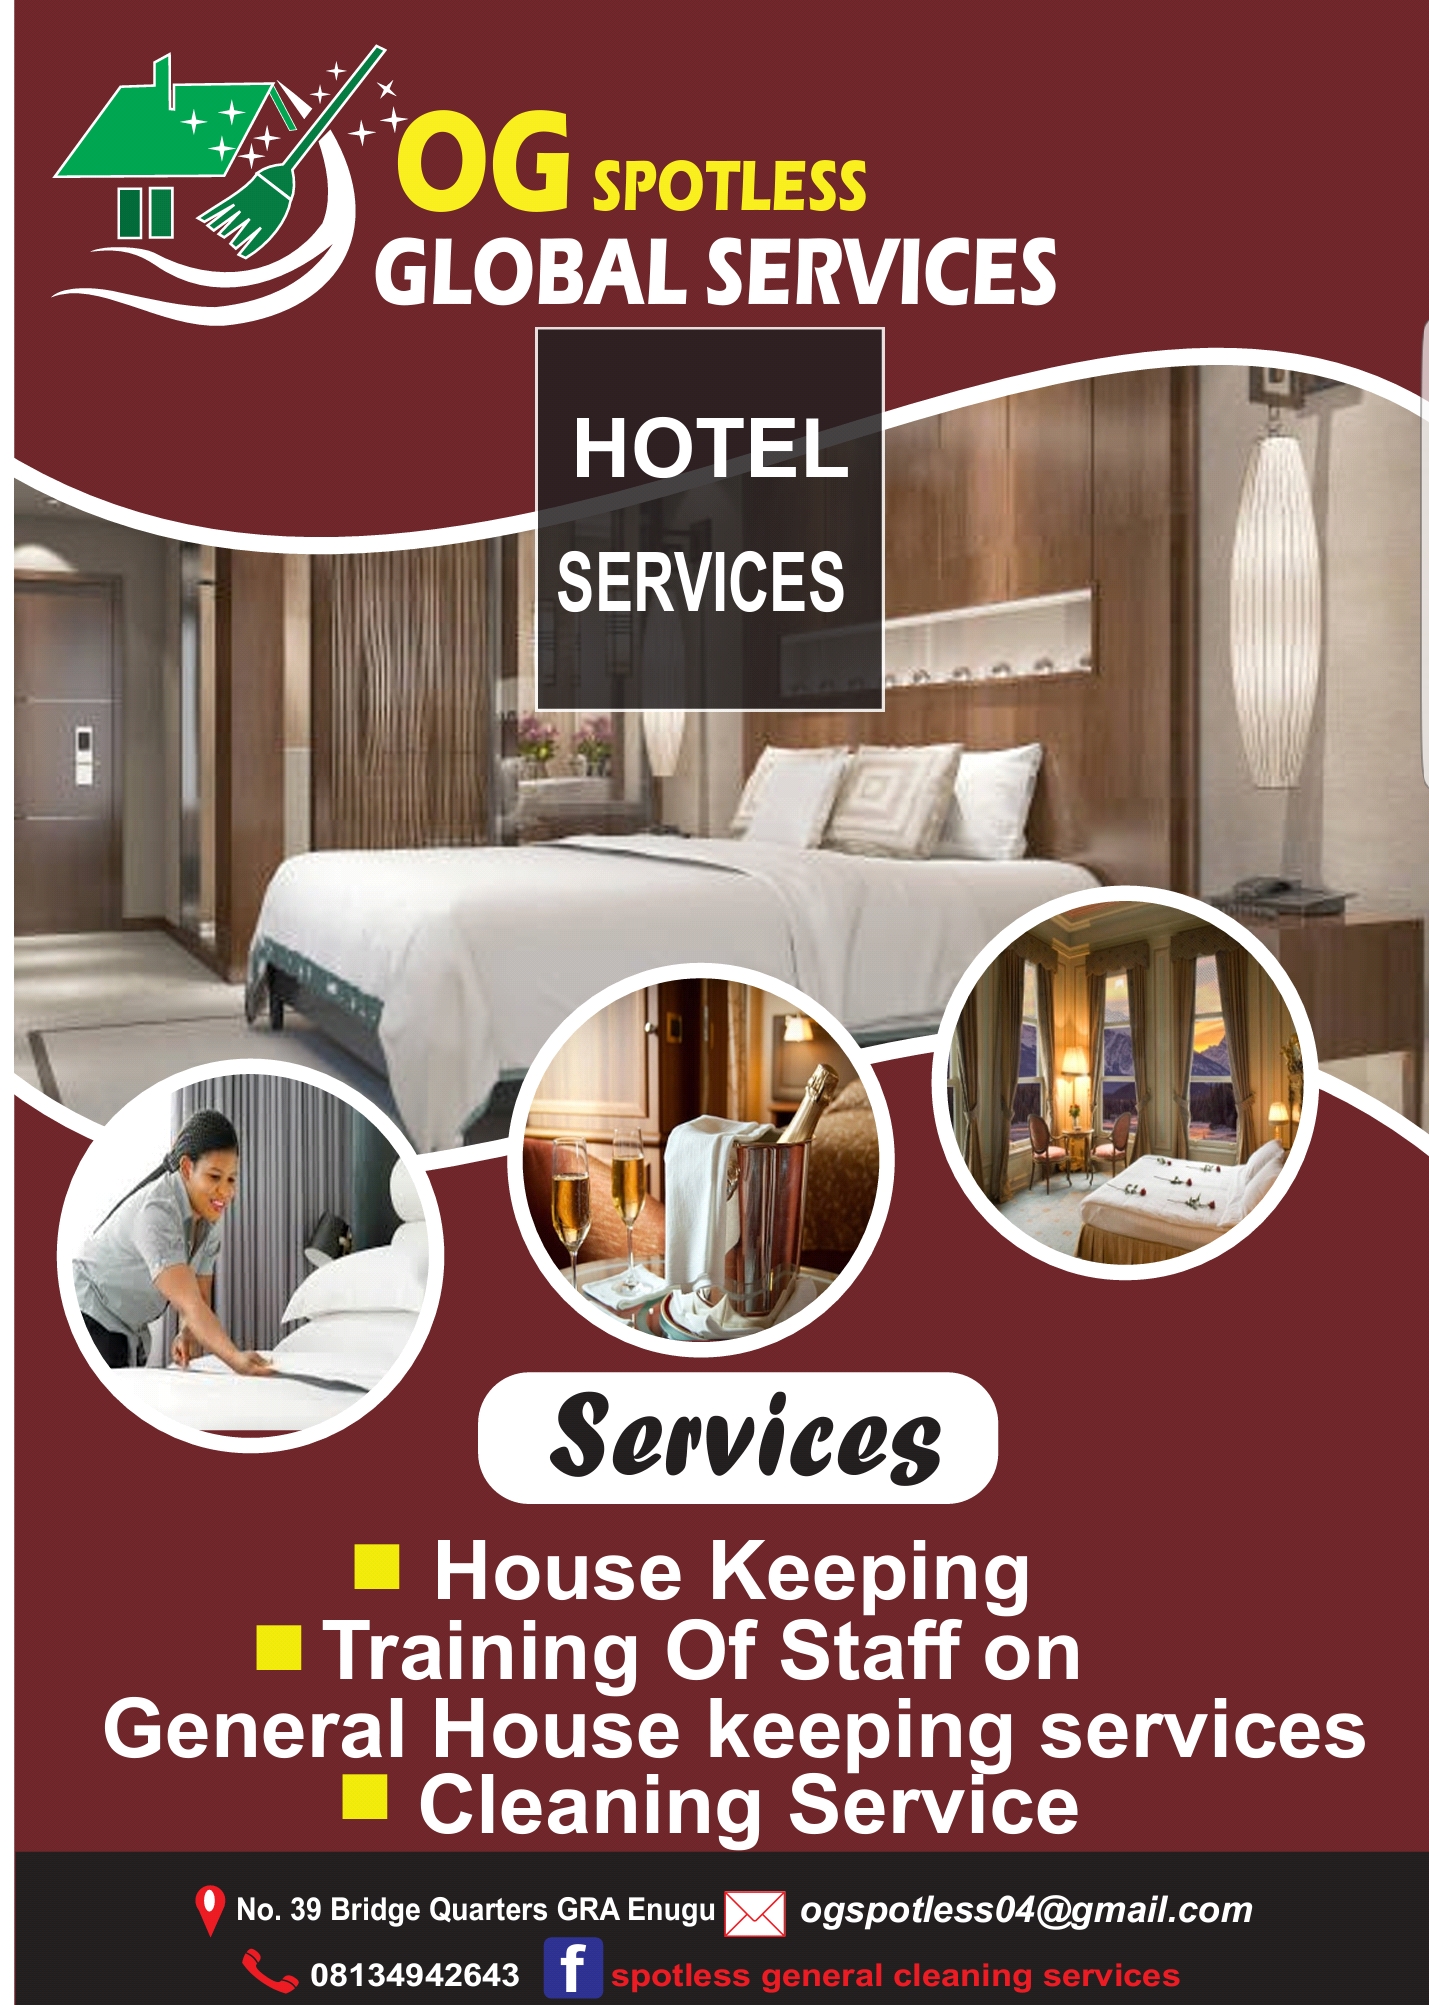 OG SPOTLESS
GLOBAL SERVICES
HOTEL
SERVICES
Services
House Keeping
Training Of Staff on
General House keeping services
Cleaning Service
No. 39 Bridge Quarters GRA Enugu ogspotless04@gmail.com
08134942643 f spotless general cleaning services